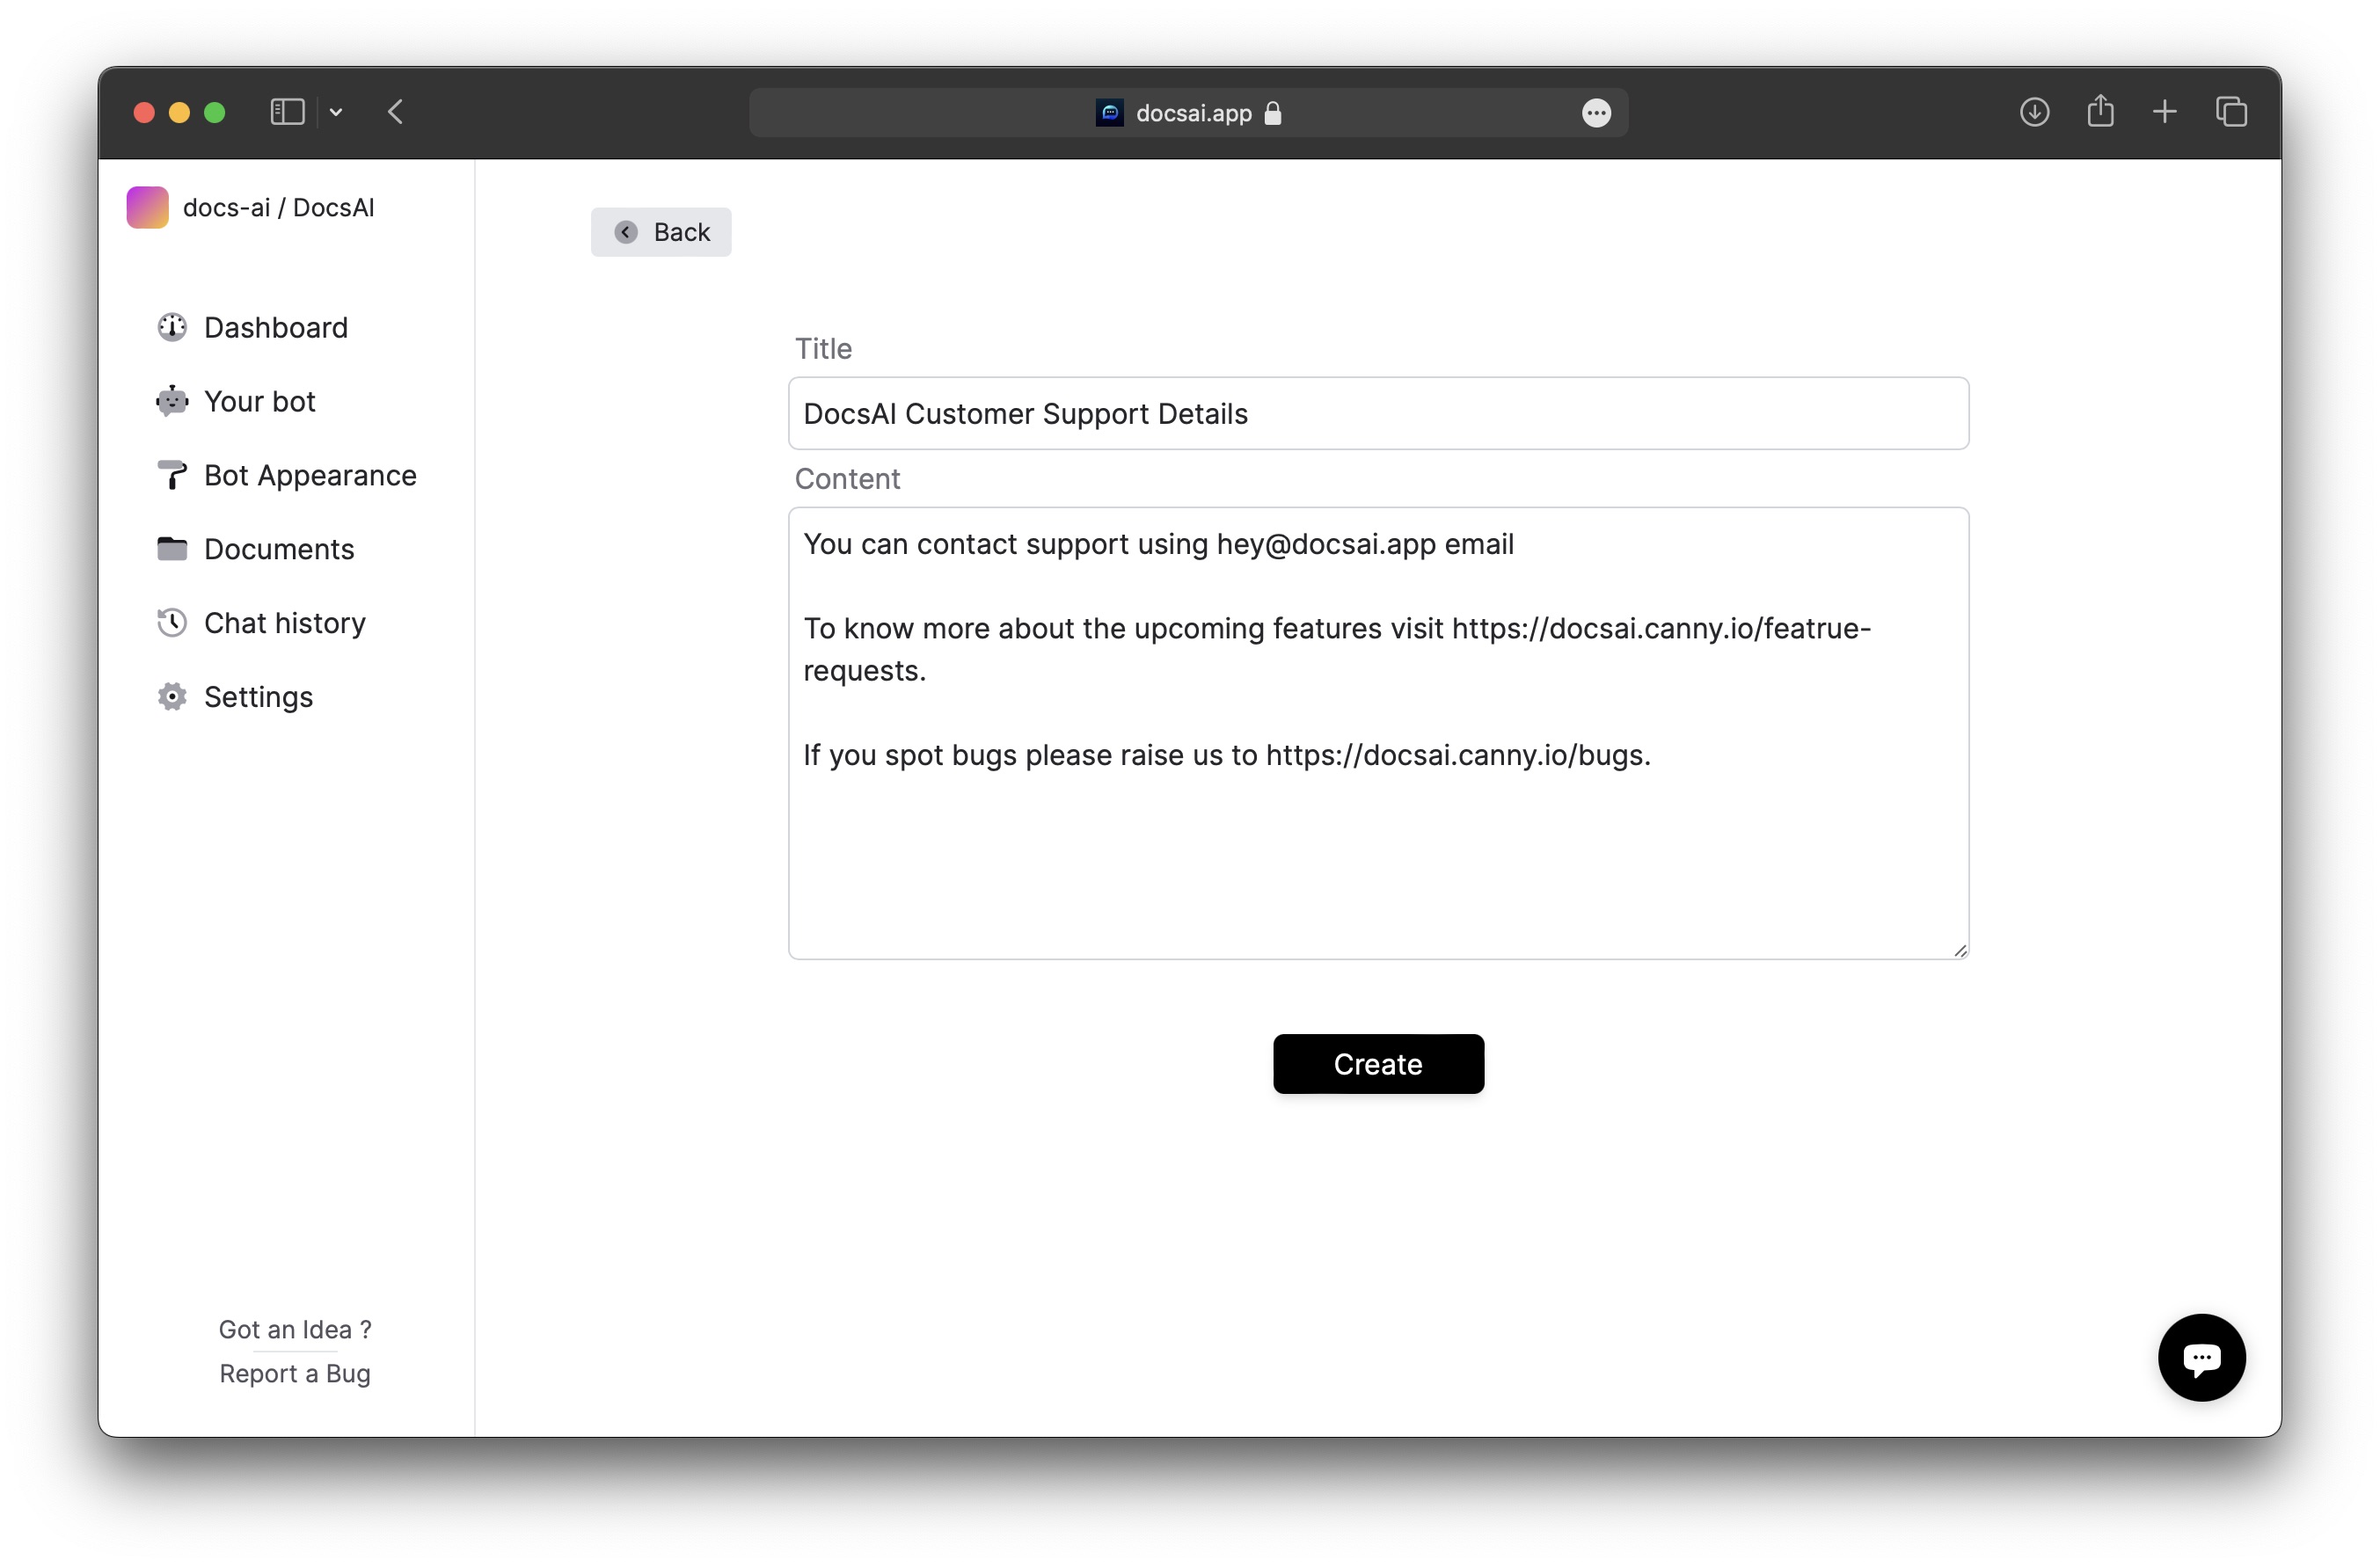 docsai.app
docs-ai / DocsAI
Dashboard
Your bot
Bot Appearance
Documents
Chat history
Settings
Got an Idea ?
Report a Bug
Back
Title
DocsAI Customer Support Details
Content
You can contact support using hey@docsai.app email
To know more about the upcoming features visit https://docsai.canny.io/featrue-
requests.
If you spot bugs please raise us to https://docsai.canny.io/bugs.
Create